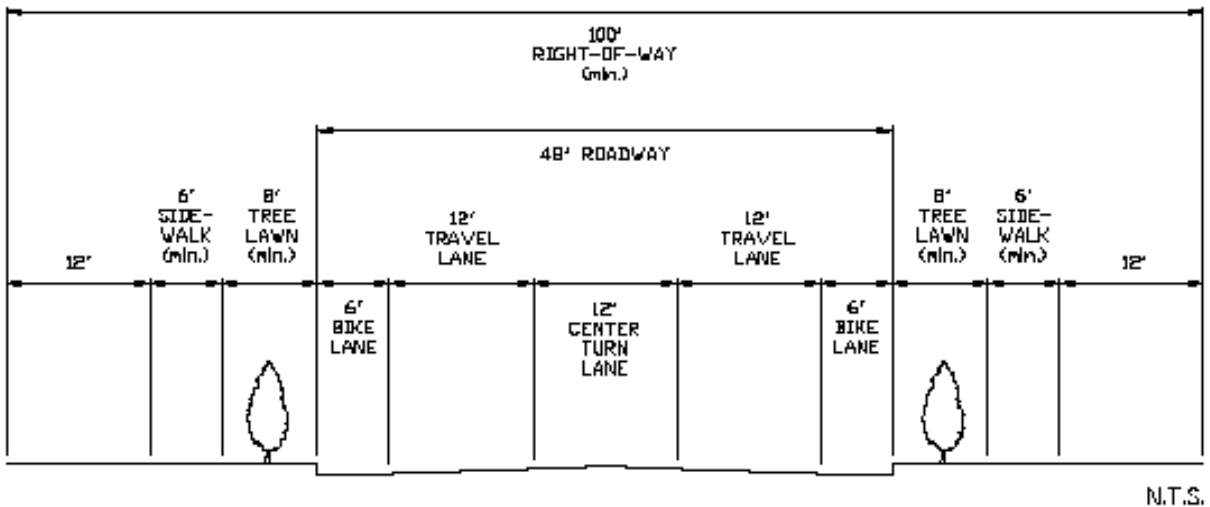 100'
RIGHT-OF-WAY
(min.)
48' ROADWAY
6'
SIDE-
WALK
(min.)
8'
TREE
LAWN
(min.)
12'
TRAVEL
LANE
12'
TRAVEL
LANE
8'
TREE
LAWN
(min.)
6'
SIDE-
WALK
(min.)
12'
12'
6'
BIKE
LANE
12'
CENTER
TURN
LANE
6'
BIKE
LANE
N.T.S.